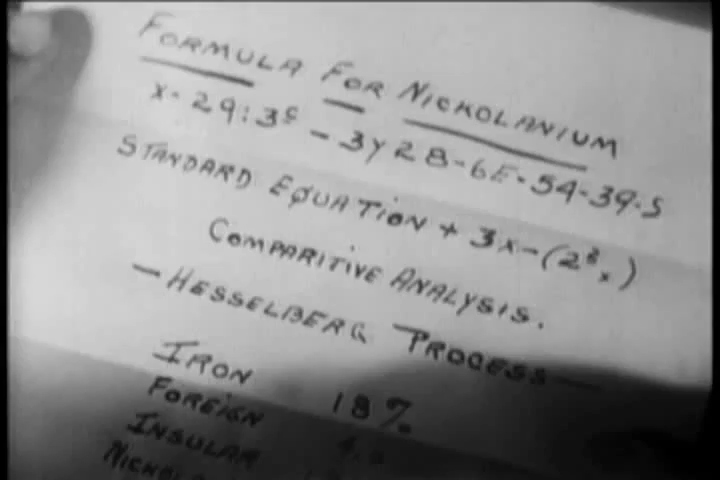 FORMULA FOR NICKOLANIUM
X- 29:3
- 3y28-6E-54-39-S
STANDARD EQUATION + 3x-(2³ₓ)
COMPARITIVE ANALYSIS.
- HESSELBERG PROCESS-
IRON 18%
FOREIGN
INSULAR